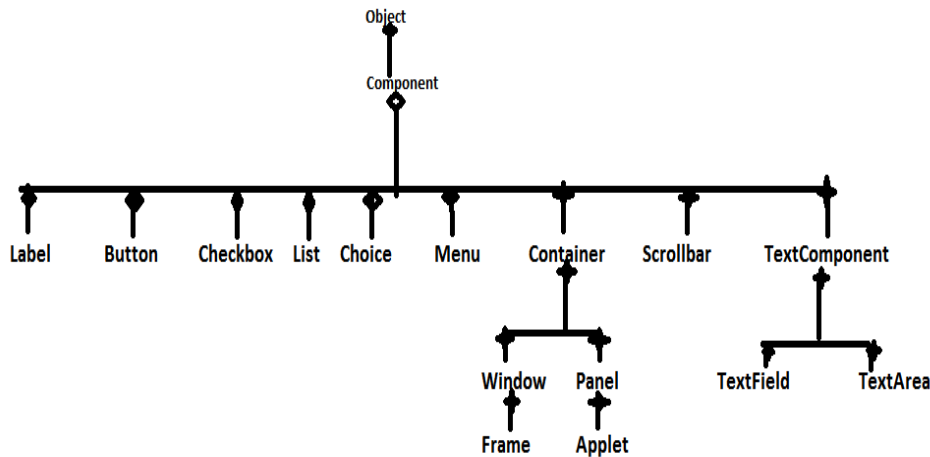 Object
Component
Label Button Checkbox List Choice Menu Container Scrollbar TextComponent
Window Panel TextField TextArea
Frame Applet